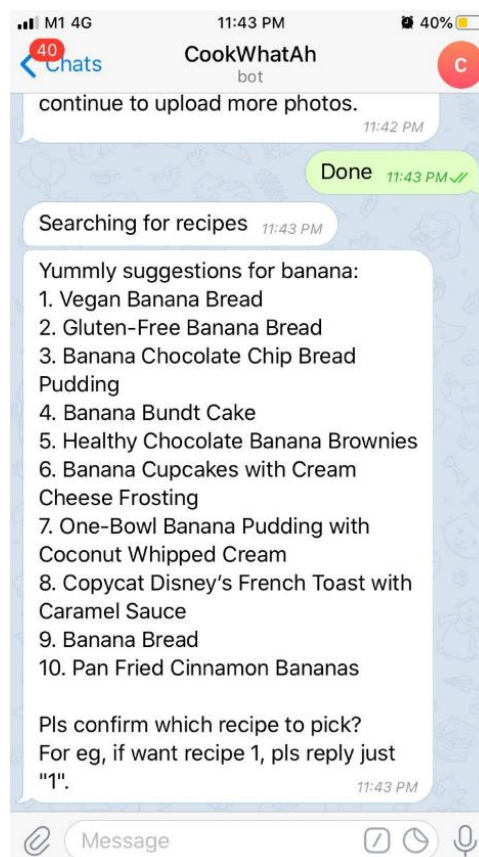 M1 4G
11:43 PM
40%
40
Chats
CookWhatAh
bot
C
continue to upload more photos.
11:42 PM
Done 11:43 PM
Searching for recipes 11:43 PM
Yummly suggestions for banana:
1. Vegan Banana Bread
2. Gluten-Free Banana Bread
3. Banana Chocolate Chip Bread
Pudding
4. Banana Bundt Cake
5. Healthy Chocolate Banana Brownies
6. Banana Cupcakes with Cream
Cheese Frosting
7. One-Bowl Banana Pudding with
Coconut Whipped Cream
8. Copycat Disney's French Toast with
Caramel Sauce
9. Banana Bread
10. Pan Fried Cinnamon Bananas
Pls confirm which recipe to pick?
For eg, if want recipe 1, pls reply just
"1".
11:43 PM
Message